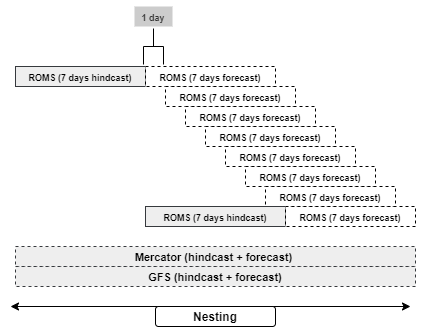 1 day
ROMS (7 days hindcast) ROMS (7 days forecast)
ROMS (7 days forecast)
ROMS (7 days forecast)
ROMS (7 days forecast)
ROMS (7 days forecast)
ROMS (7 days forecast)
ROMS (7 days forecast)
ROMS (7 days hindcast) ROMS (7 days forecast)
Mercator (hindcast + forecast)
GFS (hindcast + forecast)
Nesting